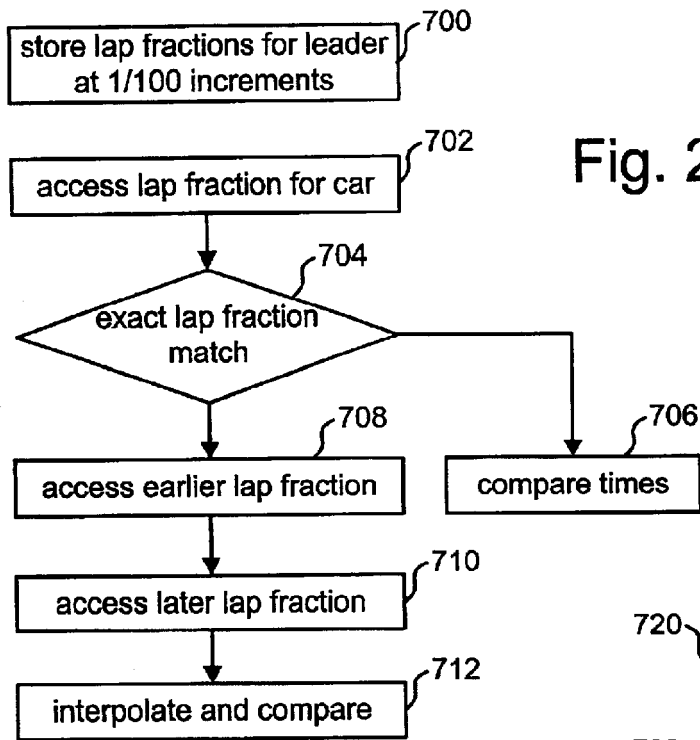 700
store lap fractions for leader
at 1/100 increments
702
access lap fraction for car
Fig. 2
704
exact lap fraction
match
708
access earlier lap fraction
706
compare times
710
access later lap fraction
720
712
interpolate and compare